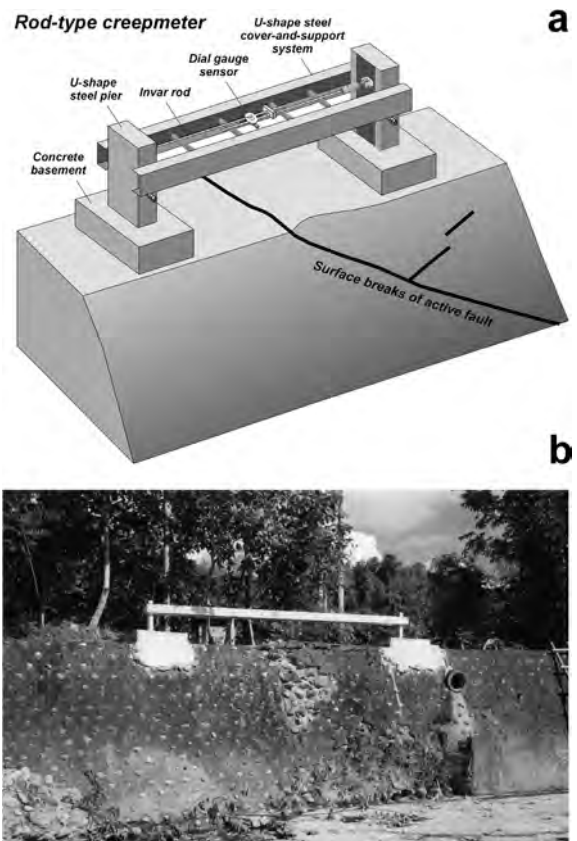 Rod-type creepmeter
a
U-shape steel
cover-and-support
system
Dial gauge
sensor
Invar rod
U-shape
steel pier
Concrete
basement
Surface breaks of active fault
b